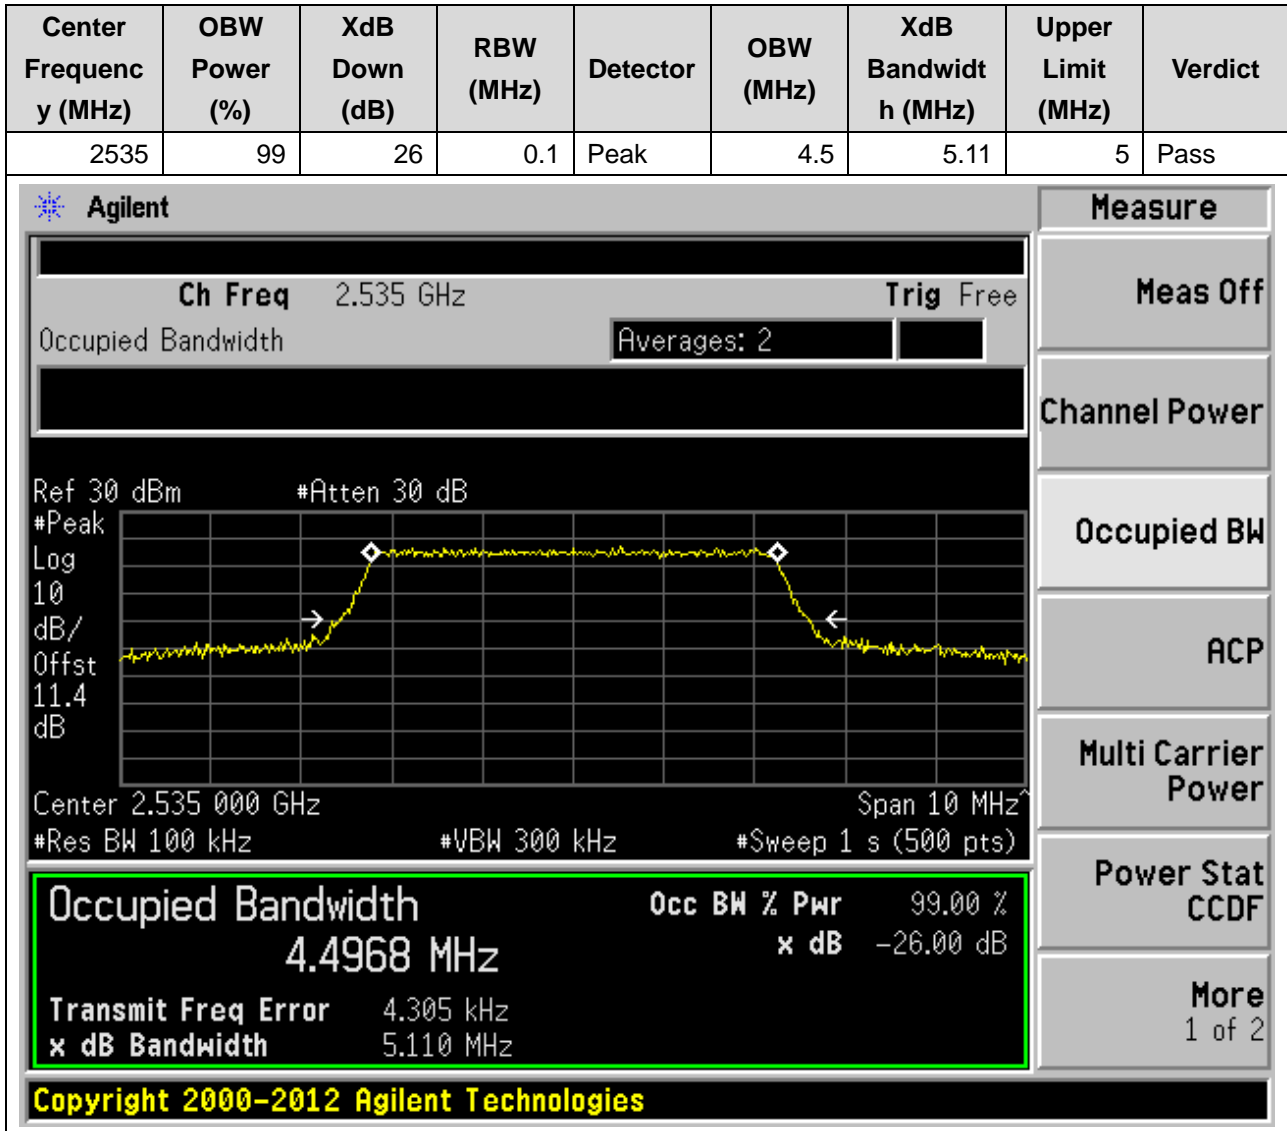 Center Frequenc y (MHz) OBW Power (%) XdB Down (dB) RBW (MHz) Detector OBW (MHz) XdB Bandwidt h (MHz) Upper Limit (MHz) Verdict
2535 99 26 0.1 Peak 4.5 5.11 5 Pass
Agilent
Measure
Ch Freq 2.535 GHz Trig Free
Meas Off
Occupied Bandwidth Averages: 2
Channel Power
Ref 30 dBm #Atten 30 dB
#Peak
Log
10
dB/
Offst
11.4
dB
Occupied BW
ACP
Multi Carrier
Power
Center 2.535 000 GHz Span 10 MHz^
#Res BW 100 kHz #VBW 300 kHz #Sweep 1 s (500 pts)
Power Stat
CCDF
Occupied Bandwidth Occ BW % Pwr 99.00 %
4.4968 MHz x dB -26.00 dB
Transmit Freq Error 4.305 kHz
x dB Bandwidth 5.110 MHz
More
1 of 2
Copyright 2000-2012 Agilent Technologies